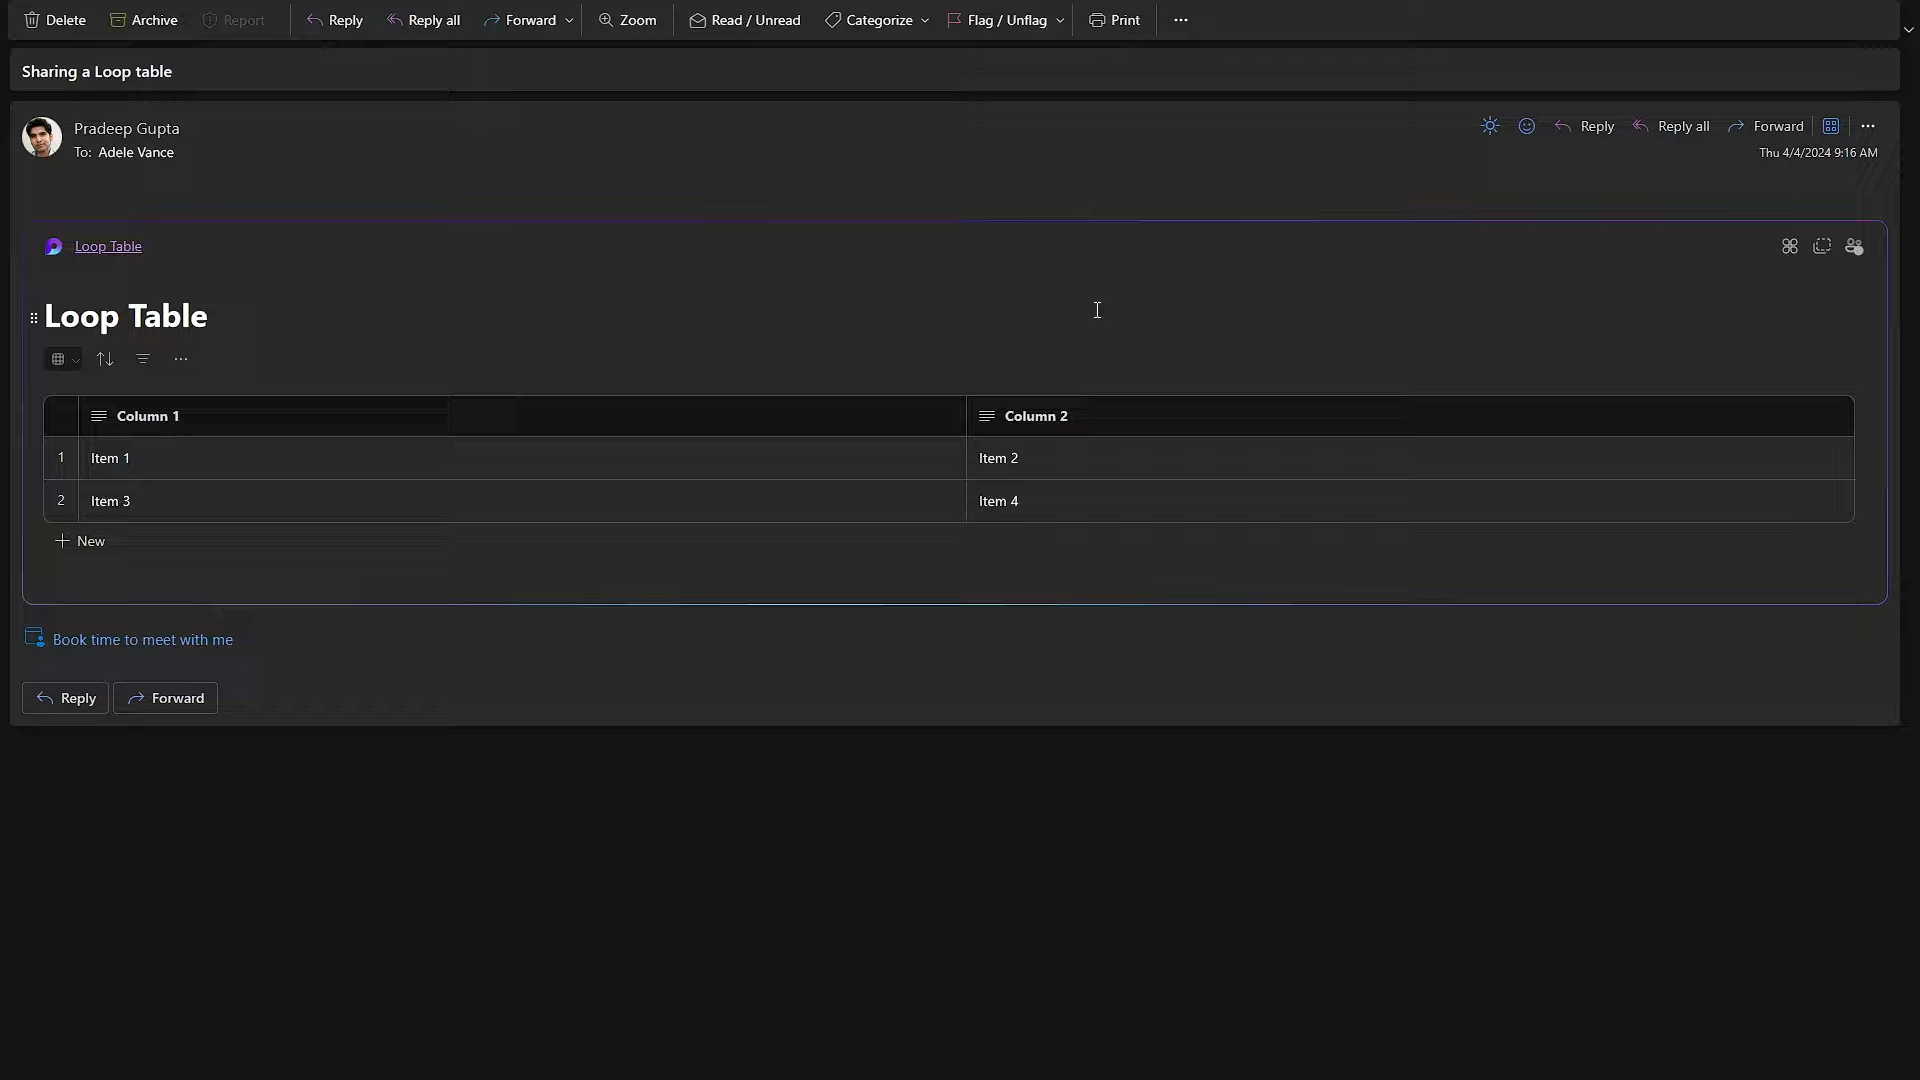 Delete Archive Report Reply Reply all Forward Zoom Read / Unread Categorize Flag / Unflag Print
Sharing a Loop table
Pradeep Gupta
Reply Reply all Forward
To: Adele Vance
Thu 4/4/2024 9:16 AM
Loop Table
Loop Table
Column 1 Column 2
1 Item 1 Item 2
2 Item 3 Item 4
New
Book time to meet with me
Reply Forward